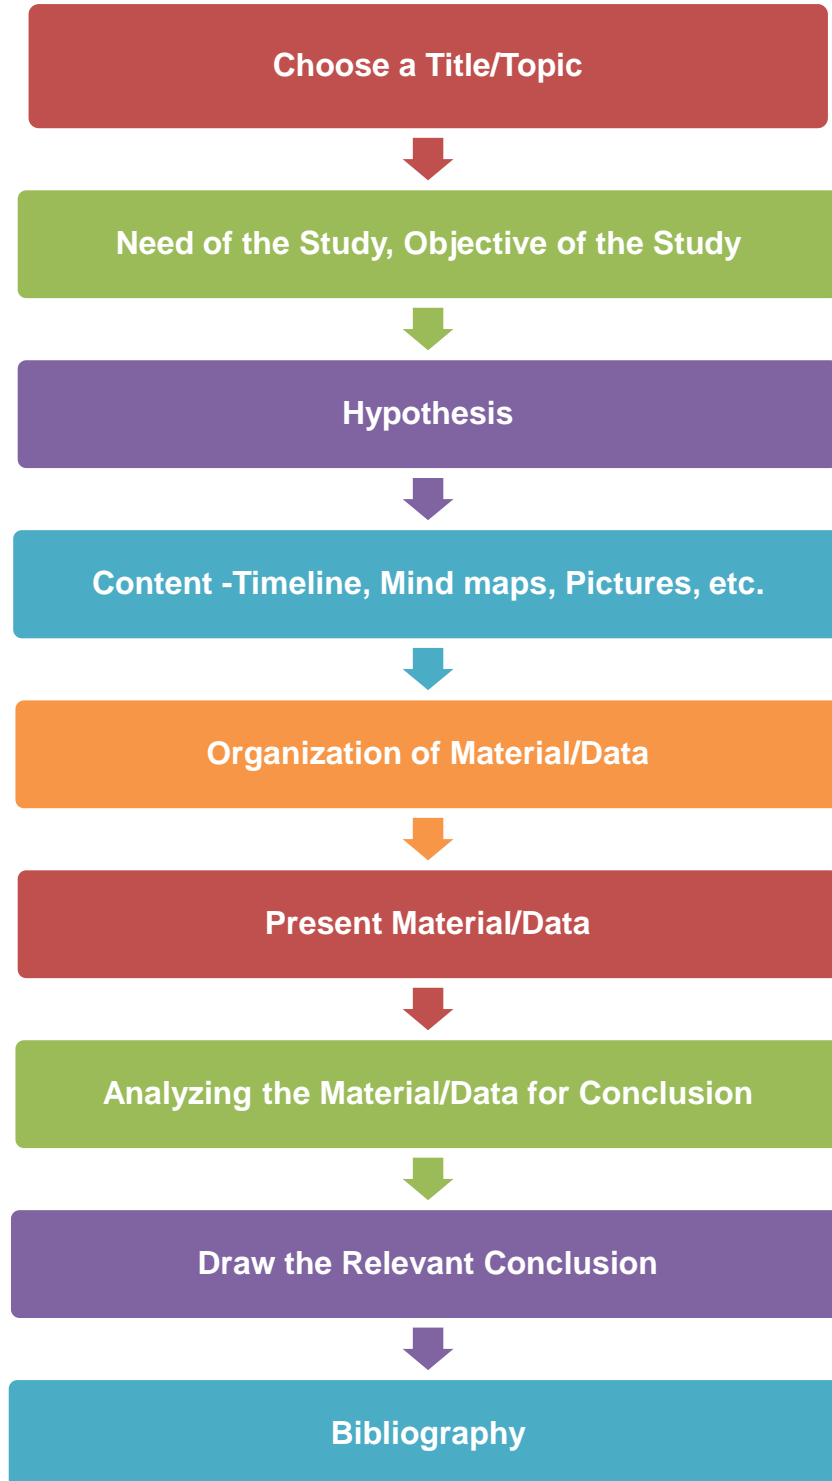 Choose a Title/Topic
Need of the Study, Objective of the Study
Hypothesis
Content -Timeline, Mind maps, Pictures, etc.
Organization of Material/Data
Present Material/Data
Analyzing the Material/Data for Conclusion
Draw the Relevant Conclusion
Bibliography